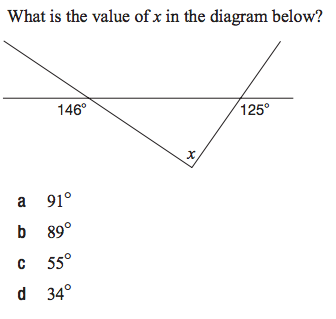 What is the value of x in the diagram below?
146° 125°
x
a 91°
b 89°
c 55°
d 34°